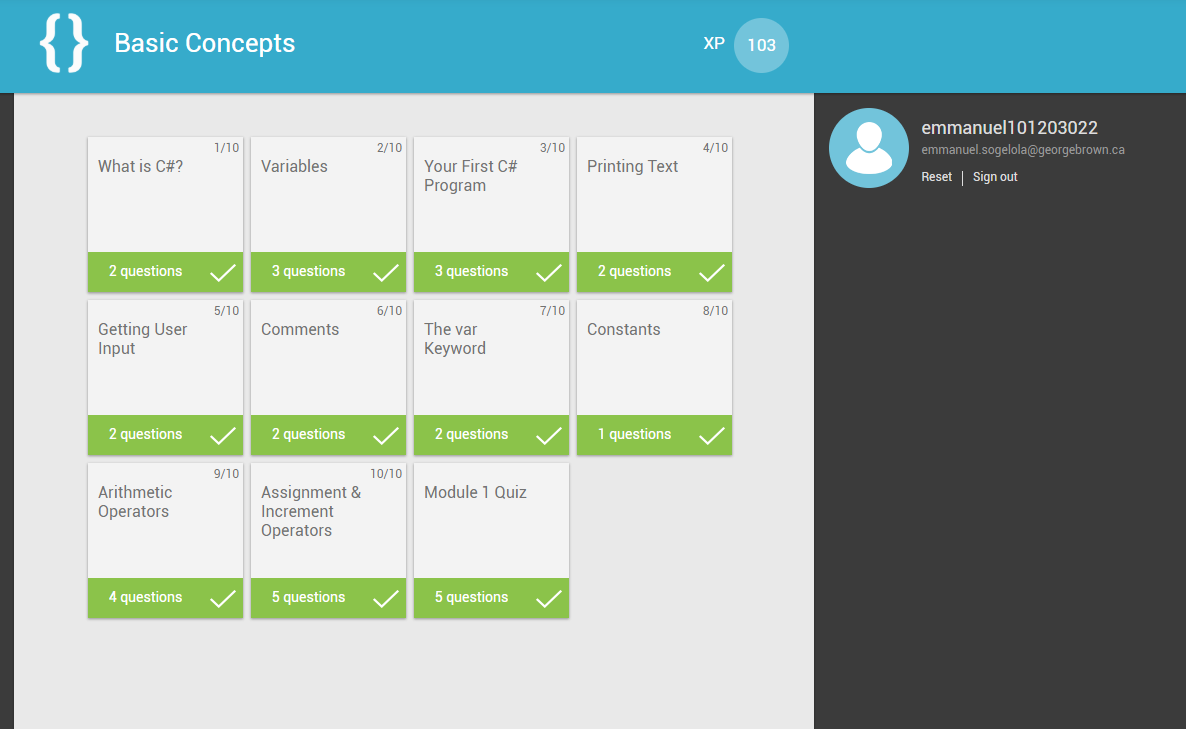 {} Basic Concepts
XP 103
emmanuel101203022
emmanuel.sogelola@georgebrown.ca
Reset | Sign out
1/10
What is C#?
2 questions
2/10
Variables
3 questions
3/10
Your First C#
Program
3 questions
4/10
Printing Text
2 questions
5/10
Getting User
Input
2 questions
6/10
Comments
2 questions
7/10
The var
Keyword
2 questions
8/10
Constants
1 questions
9/10
Arithmetic
Operators
4 questions
10/10
Assignment &
Increment
Operators
5 questions
Module 1 Quiz
5 questions